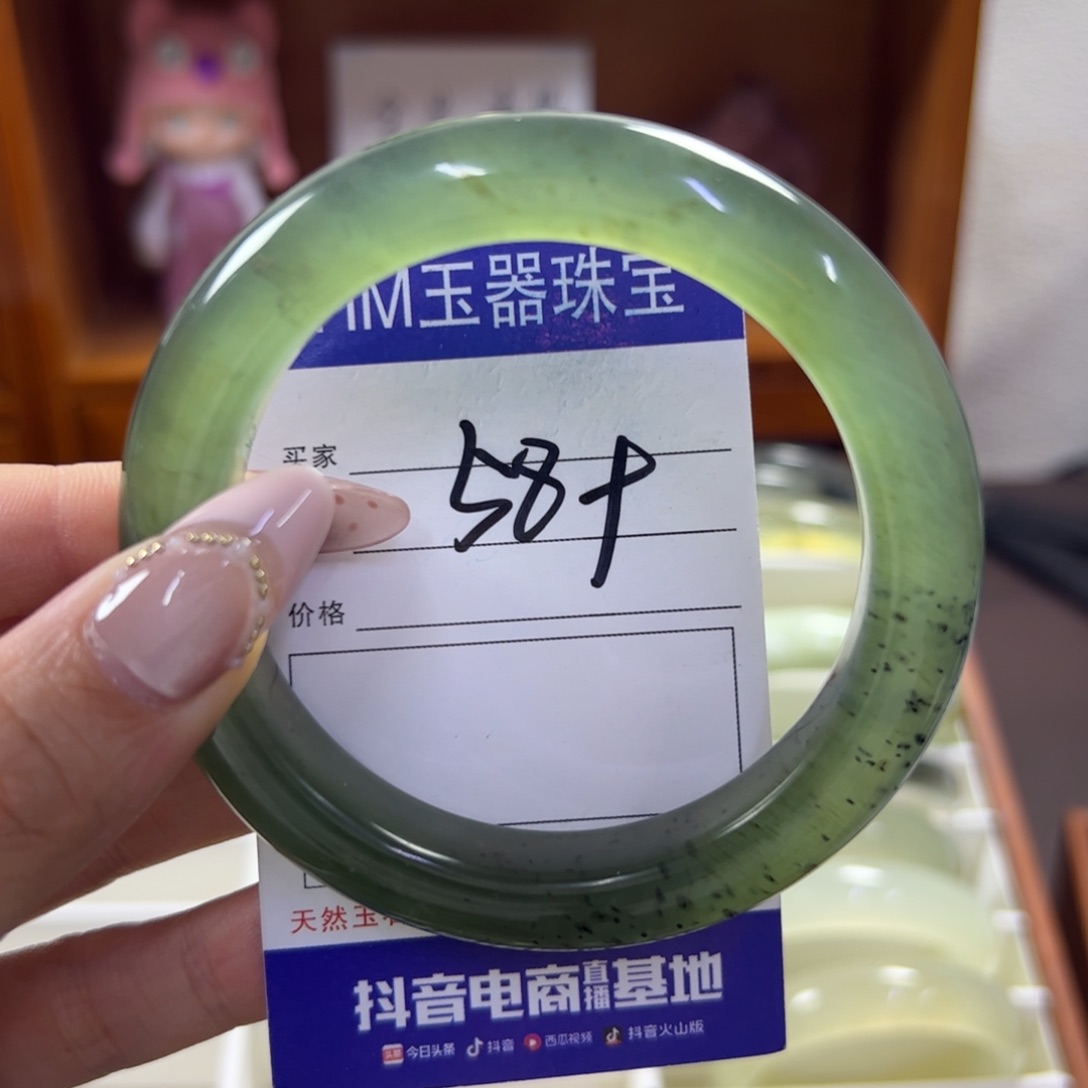 M玉器珠宝
买家
58
价格
天然玉
抖音电商直播基地
今日头条 抖音 西瓜视频 抖音火山版